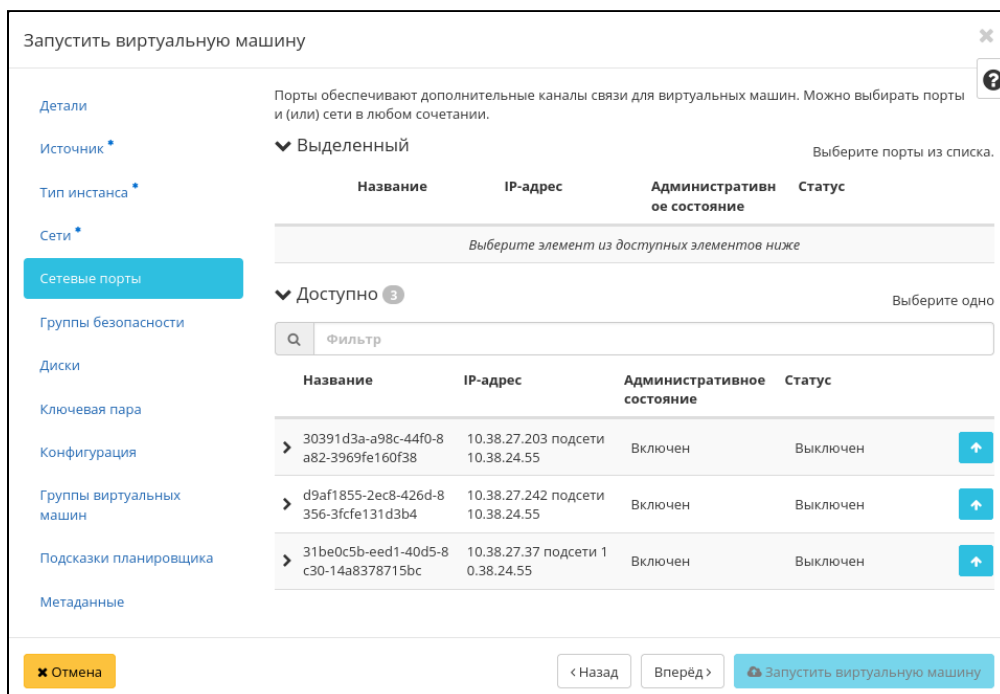 Запустить виртуальную машину
Детали
Источник *
Тип инстанса *
Сети *
Сетевые порты
Группы безопасности
Диски
Ключевая пара
Конфигурация
Группы виртуальных
машин
Подсказки планировщика
Метаданные
Порты обеспечивают дополнительные каналы связи для виртуальных машин. Можно выбирать порты
и (или) сети в любом сочетании.
Выделенный
Выберите порты из списка.
Название IP-адрес Административн Статус
ое состояние
Выберите элемент из доступных элементов ниже
Доступно 3
Выберите одно
Фильтр
Название IP-адрес Административное Статус
состояние
30391d3a-a98c-44f0-8 10.38.27.203 подсети
a82-3969fe160f38 10.38.24.55 Включен Выключен
d9af1855-2ec8-426d-8 10.38.27.242 подсети
356-3fcfe131d3b4 10.38.24.55 Включен Выключен
31be0c5b-eed1-40d5-8 10.38.27.37 подсети 1
c30-14a8378715bc 0.38.24.55 Включен Выключен
✖ Отмена
‹ Назад
Вперёд ›
Запустить виртуальную машину